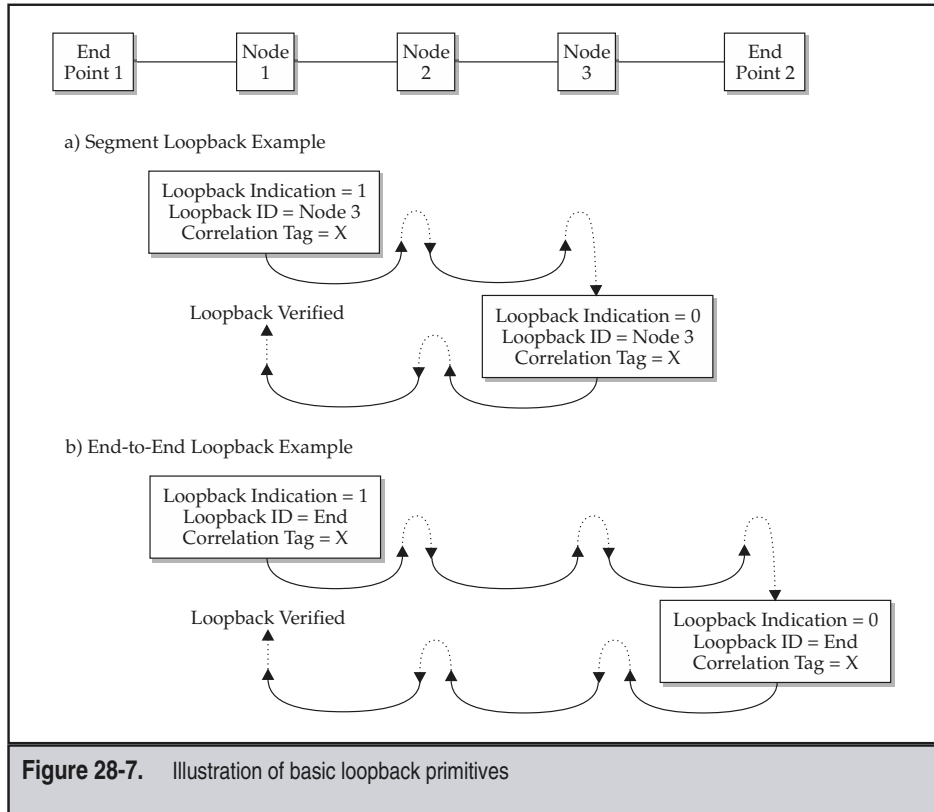 End
Point 1
Node
1
Node
2
Node
3
End
Point 2
a) Segment Loopback Example
Loopback Indication = 1
Loopback ID = Node 3
Correlation Tag = X
Loopback Verified
Loopback Indication = 0
Loopback ID = Node 3
Correlation Tag = X
b) End-to-End Loopback Example
Loopback Indication = 1
Loopback ID = End
Correlation Tag = X
Loopback Verified
Loopback Indication = 0
Loopback ID = End
Correlation Tag = X
Figure 28-7. Illustration of basic loopback primitives